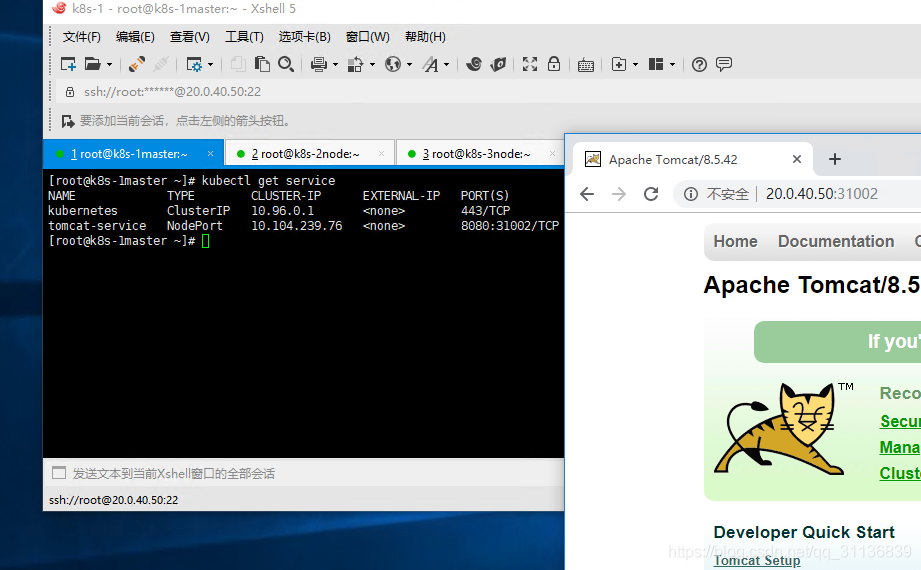 k8s-1 - root@k8s-1master:~ - Xshell 5
文件(F) 编辑(E) 查看(V) 工具(T) 选项卡(B) 窗口(W) 帮助(H)
ssh://root:******@20.0.40.50:22
要添加当前会话，点击左侧的箭头按钮。
1 root@k8s-1master:~ × 2 root@k8s-2node:~ × 3 root@k8s-3node:~ ×
[root@k8s-1master ~]# kubectl get service
NAME TYPE CLUSTER-IP EXTERNAL-IP PORT(S)
kubernetes ClusterIP 10.96.0.1 <none> 443/TCP
tomcat-service NodePort 10.104.239.76 <none> 8080:31002/TCP
[root@k8s-1master ~]#
发送文本到当前Xshell窗口的全部会话
ssh://root@20.0.40.50:22
Apache Tomcat/8.5.42
不安全 | 20.0.40.50:31002
Home Documentation
Apache Tomcat/8.5
If you'
TM
Reco
Secur
Mana
Clust
Developer Quick Start
Tomcat Setup
https://blog.csdn.net/qq_31136839